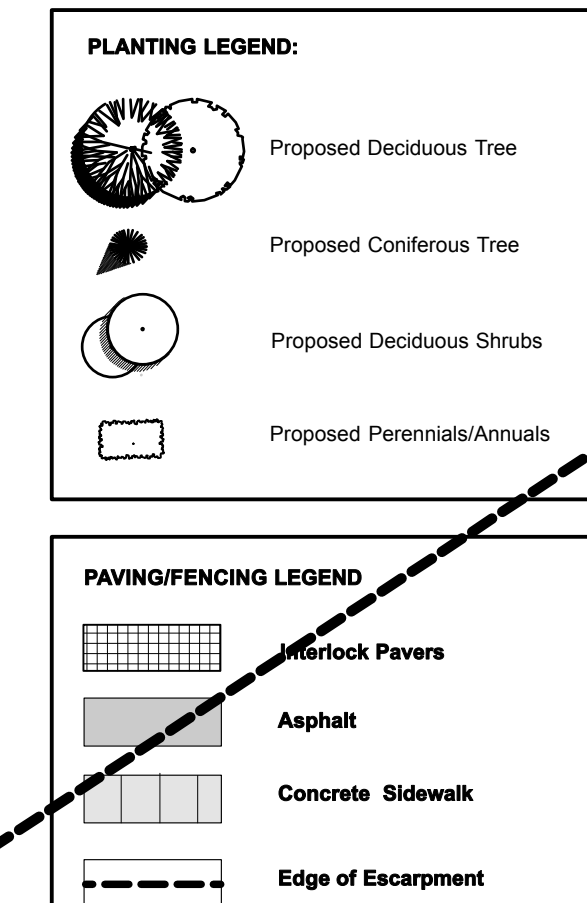 PLANTING LEGEND:
Proposed Deciduous Tree
Proposed Coniferous Tree
Proposed Deciduous Shrubs
Proposed Perennials/Annuals
PAVING/FENCING LEGEND
Interlock Pavers
Asphalt
Concrete Sidewalk
Edge of Escarpment